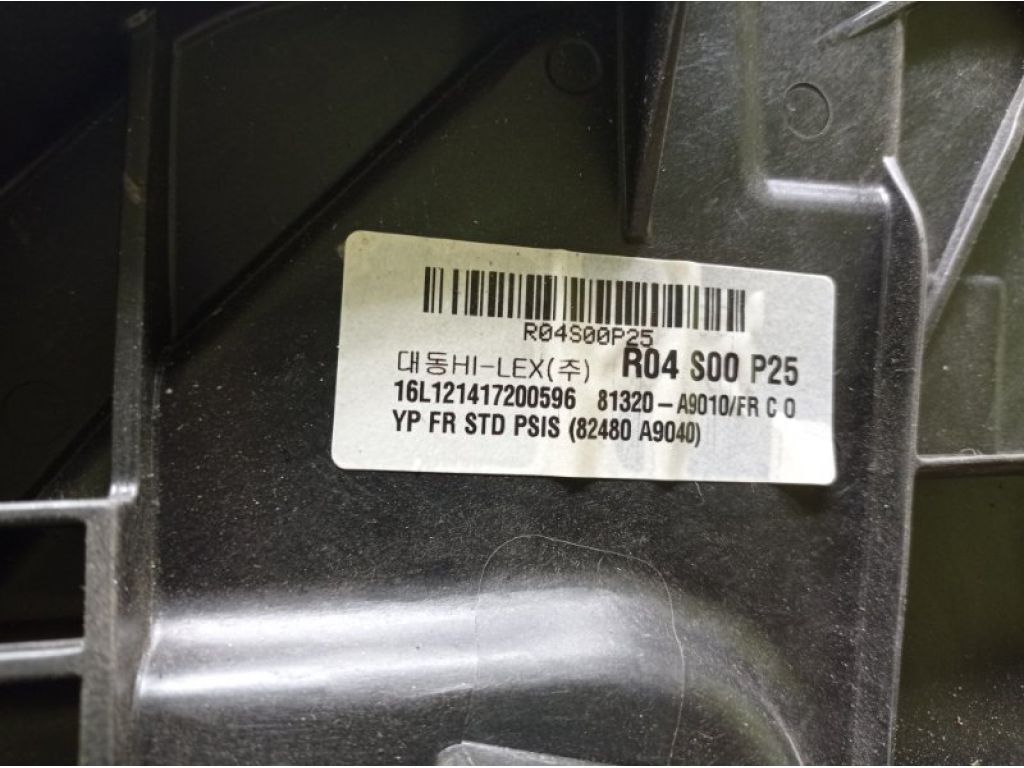 R04S00P25
대동HI-LEX(주) R04 S00 P25
16L121417200596 81320-A9010/FR C O
YP FR STD PSIS (82480 A9040)